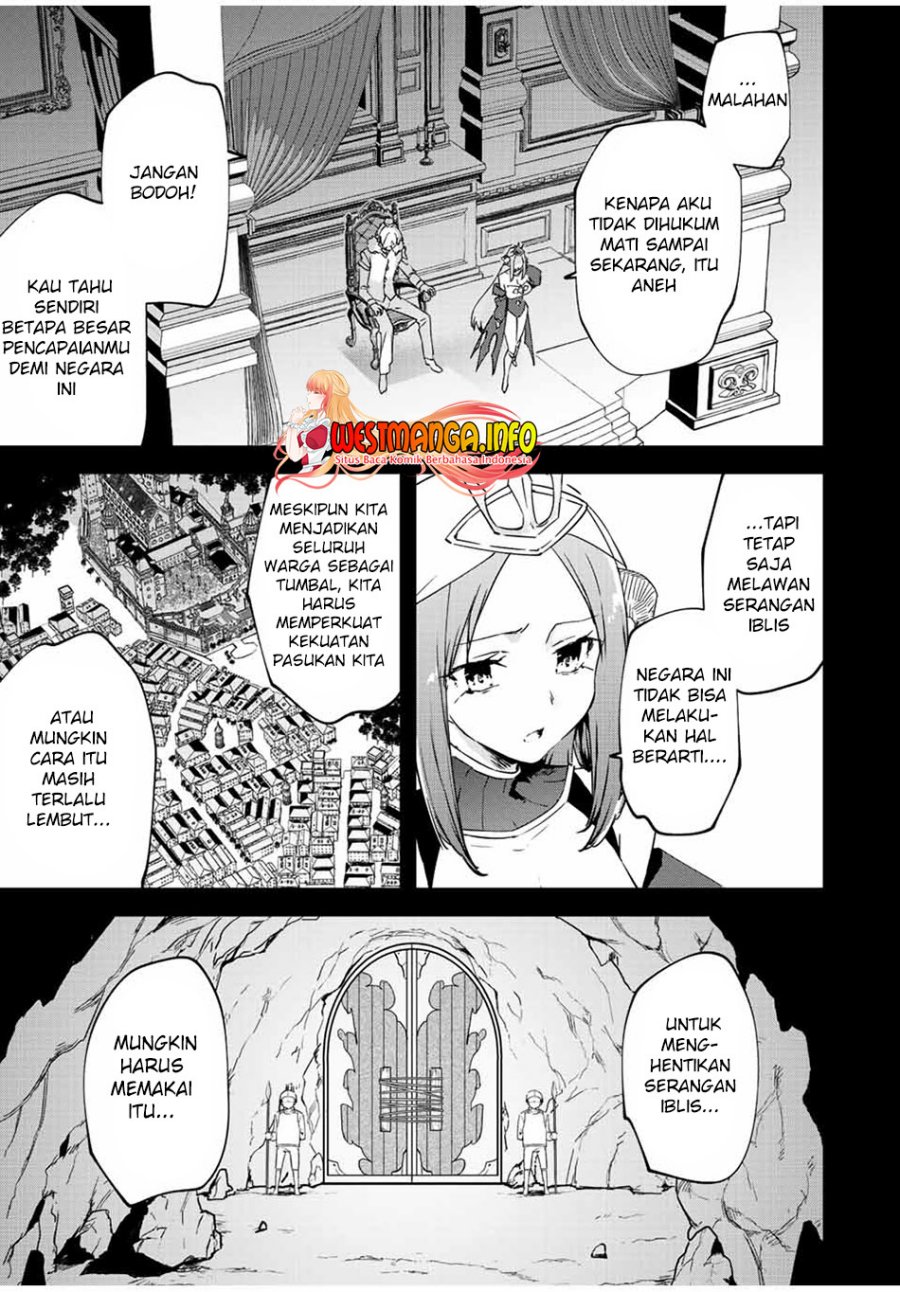 ...
MALAHAN
KENAPA AKU
TIDAK DIHUKUM
MATI SAMPAI
SEKARANG, ITU
ANEH
JANGAN
BODOH!
KAU TAHU
SENDIRI
BETAPA BESAR
PENCAPAIANMU
DEMI NEGARA
INI
WESTMANGA.INFO
Situs Baca Komik Berbahasa Indonesia
...TAPI
TETAP
SAJA
MELAWAN
SERANGAN
IBLIS
NEGARA INI
TIDAK BISA
MELAKU-
KAN HAL
BERARTI....
MESKIPUN KITA
MENJADIKAN
SELURUH
WARGA SEBAGAI
TUMBAL, KITA
HARUS
MEMPERKUAT
KEKUATAN
PASUKAN KITA
ATAU
MUNGKIN
CARA ITU
MASIH
TERLALU
LEMBUT...
UNTUK
MENG-
HENTIKAN
SERANGAN
IBLIS...
MUNGKIN
HARUS
MEMAKAI
ITU...